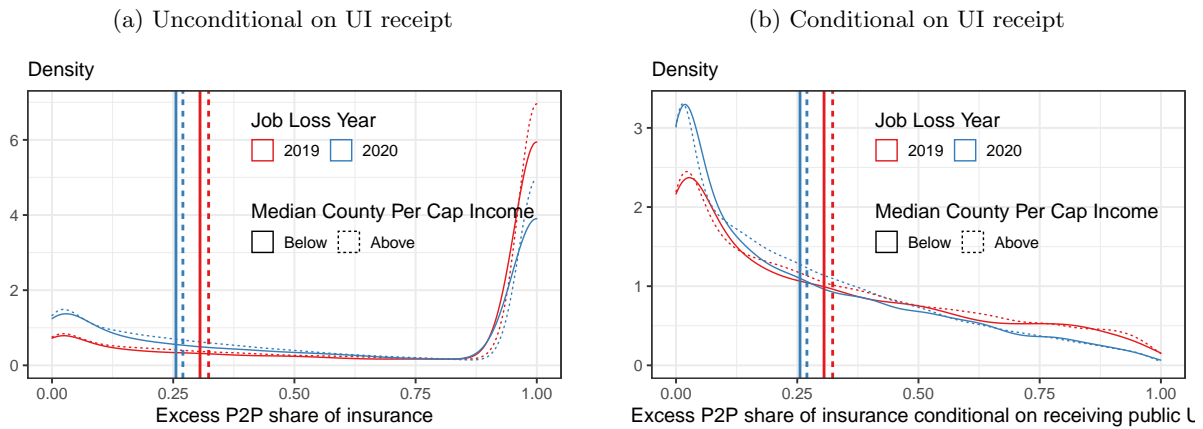 (a) Unconditional on UI receipt
Density
Job Loss Year
2019 2020
Median County Per Cap Income
Below Above
6
4
2
0
0.00 0.25 0.50 0.75 1.00
Excess P2P share of insurance
(b) Conditional on UI receipt
Density
Job Loss Year
2019 2020
Median County Per Cap Income
Below Above
3
2
1
0
0.00 0.25 0.50 0.75 1.00
Excess P2P share of insurance conditional on receiving public U